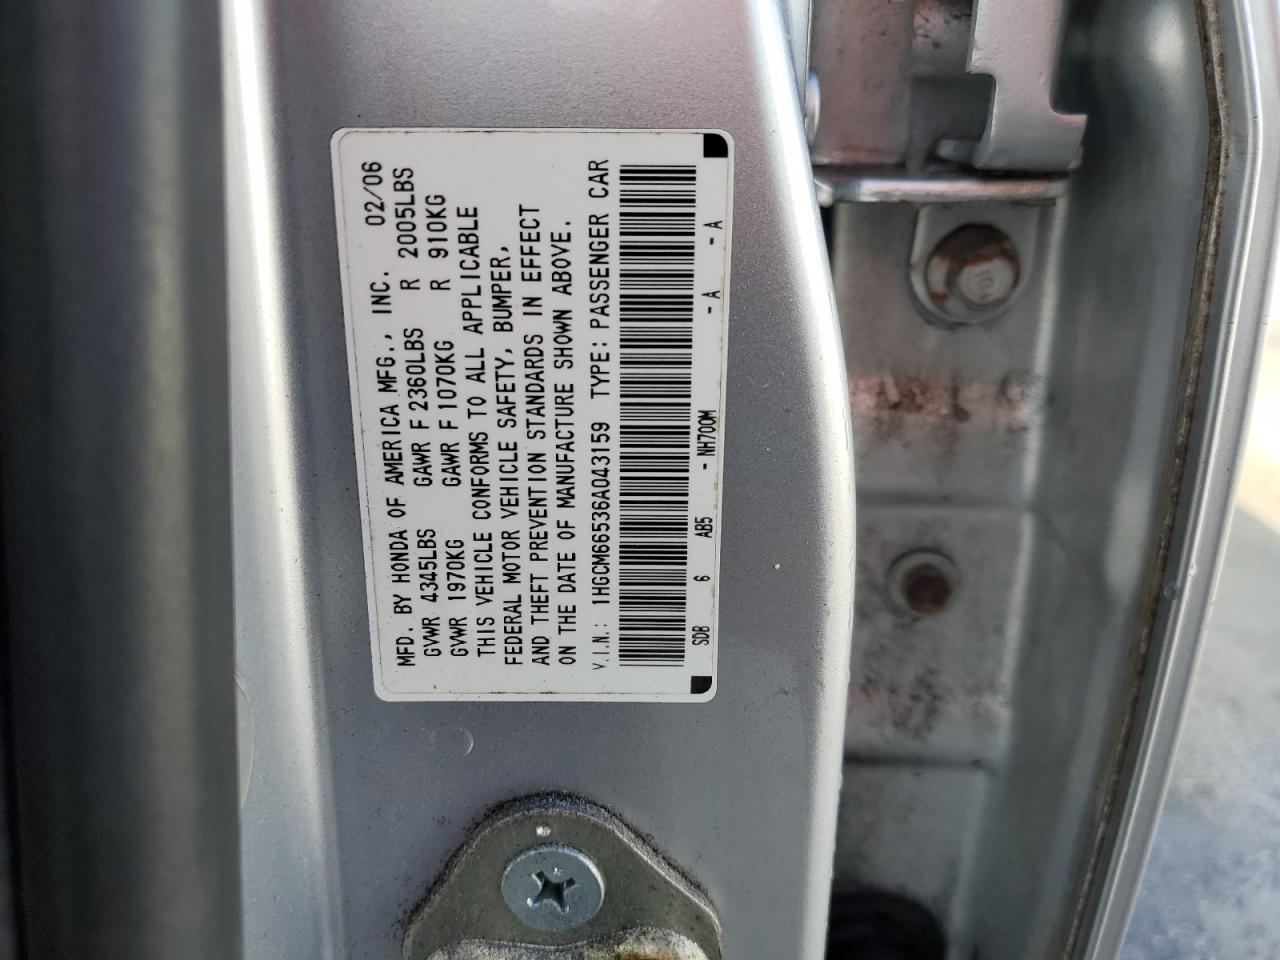 MFD. BY HONDA OF AMERICA MFG., INC. 02/06
GVWR 4345LBS GAWR F 2360LBS R 2005LBS
GVWR 1970KG GAWR F 1070KG R 910KG
THIS VEHICLE CONFORMS TO ALL APPLICABLE
FEDERAL MOTOR VEHICLE SAFETY, BUMPER,
AND THEFT PREVENTION STANDARDS IN EFFECT
ON THE DATE OF MANUFACTURE SHOWN ABOVE.
V.I.N.: 1HGCM66536A043159 TYPE: PASSENGER CAR
SDB 6 AB5 - NH700M - A - A